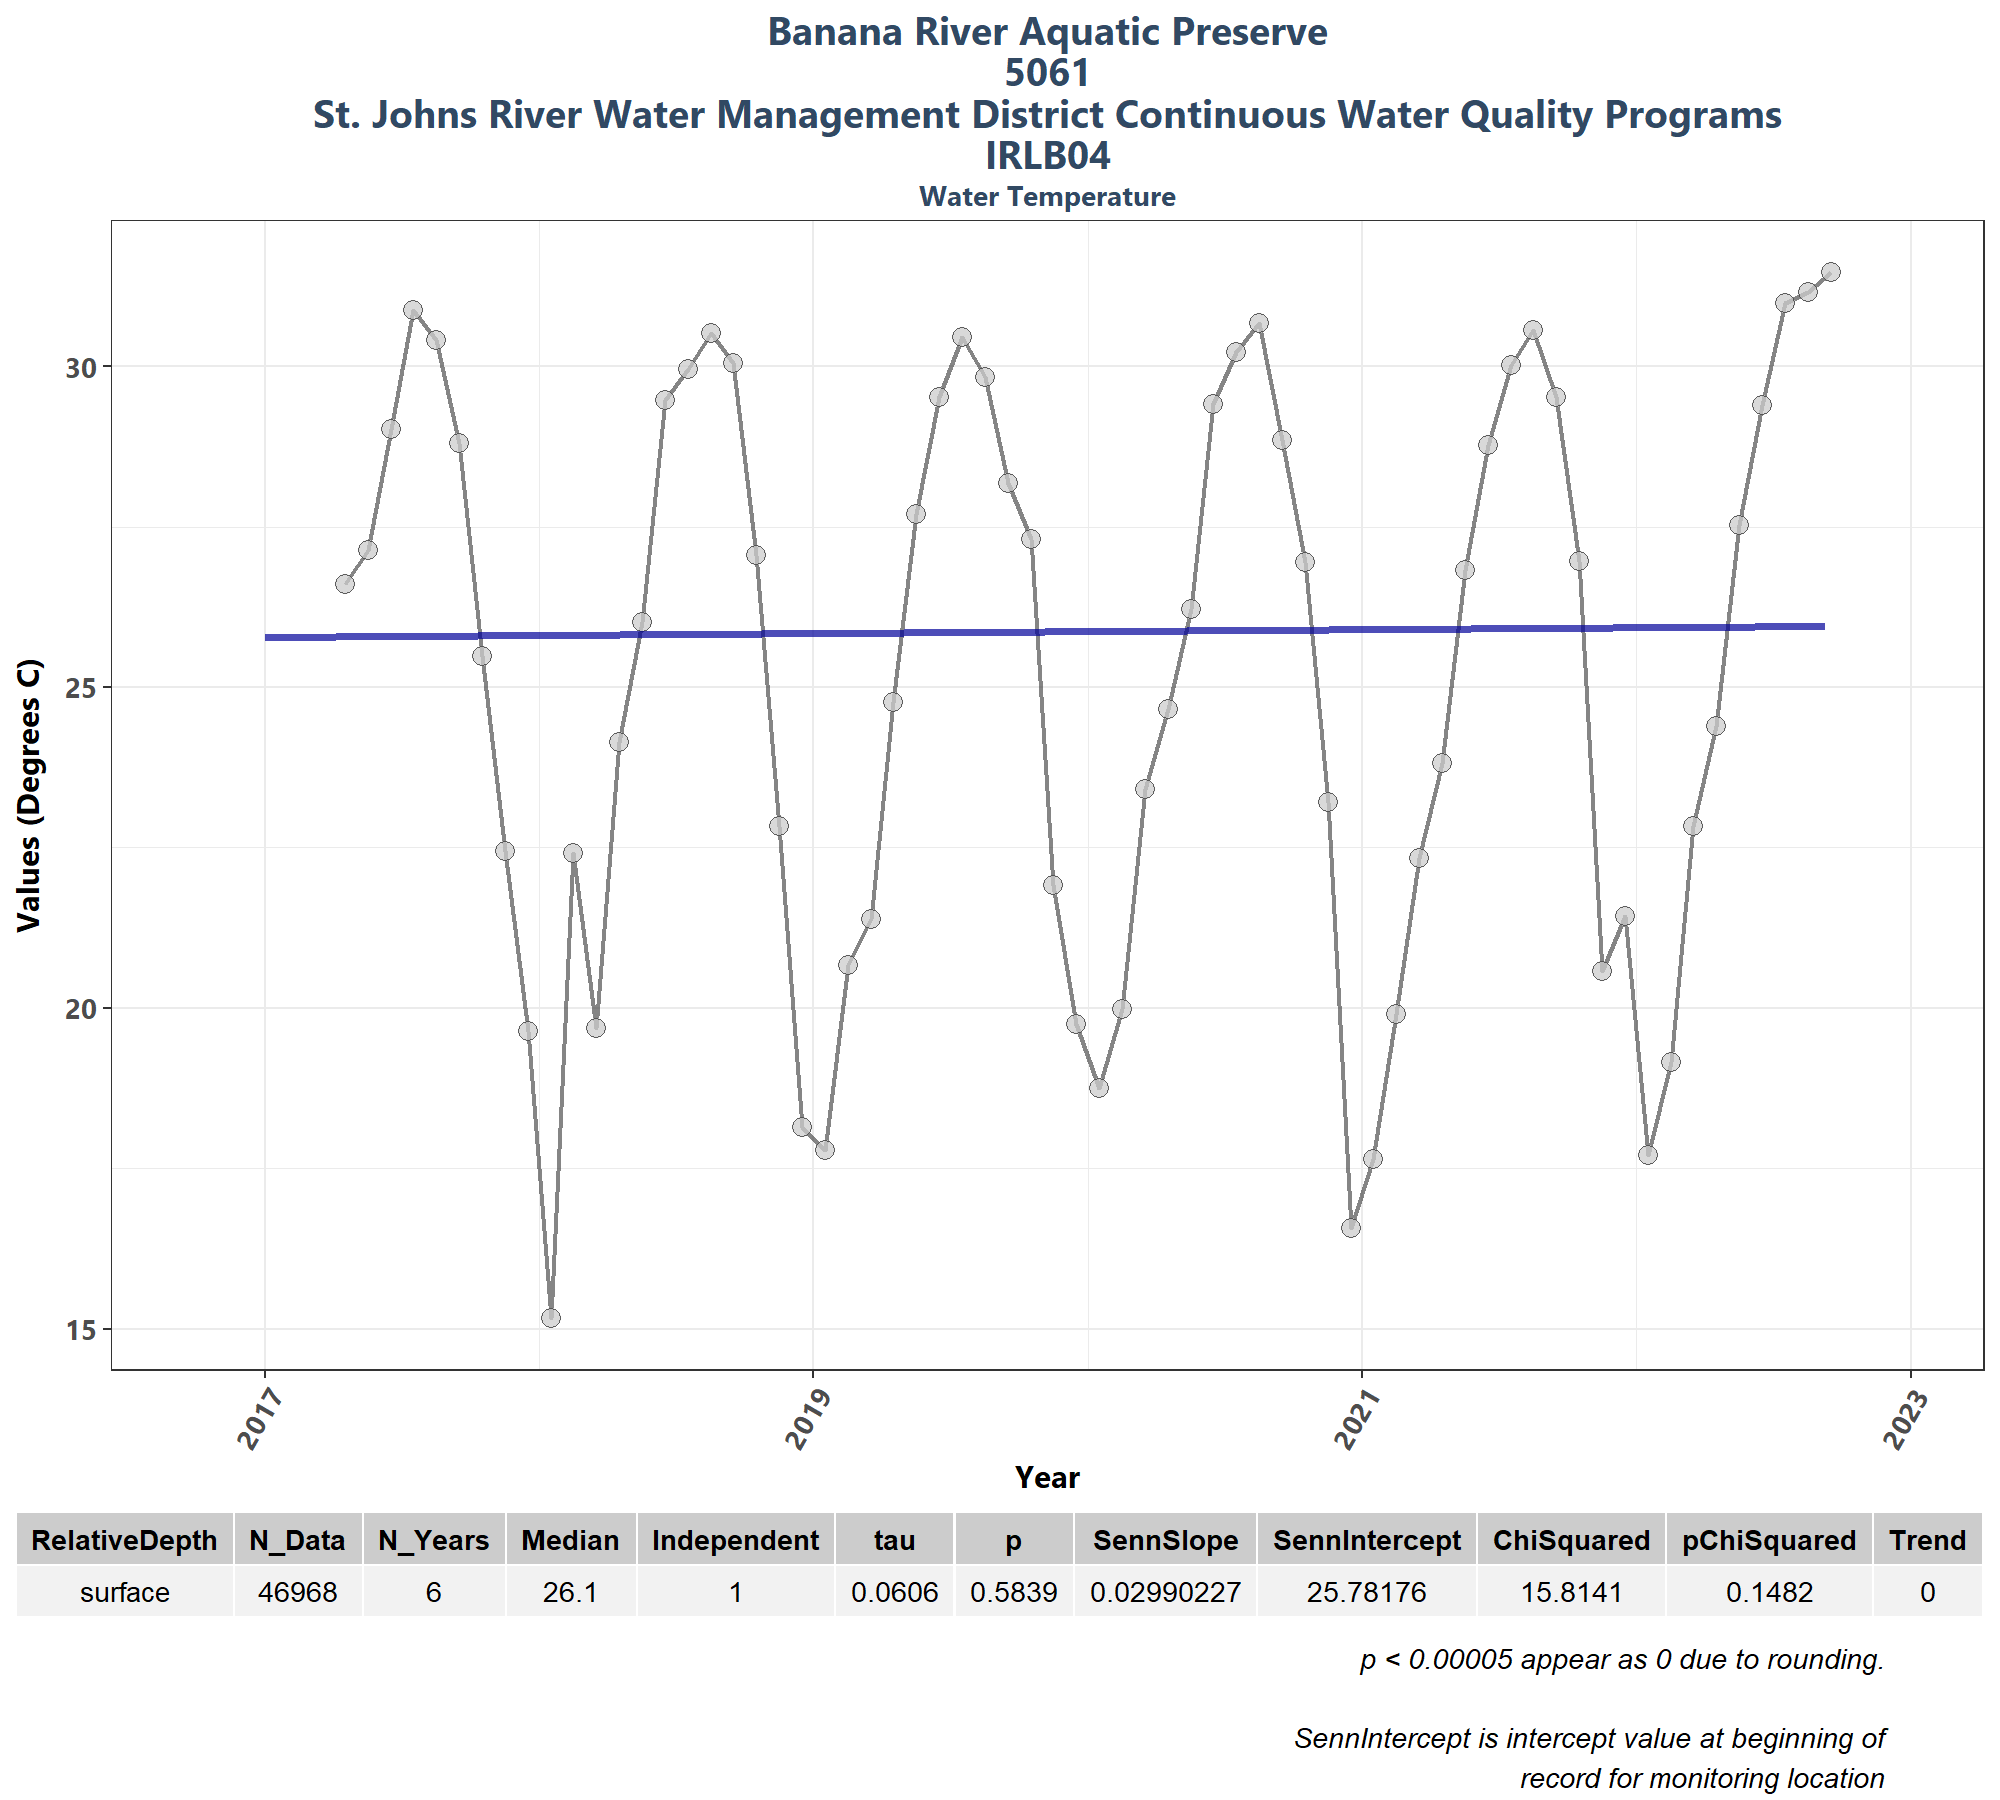 Banana River Aquatic Preserve
5061
St. Johns River Water Management District Continuous Water Quality Programs
IRLB04
Water Temperature
Values (Degrees C)
30
25
20
15
2017
2019
2021
2023
Year
RelativeDepth N_Data N_Years Median Independent tau p SennSlope SennIntercept ChiSquared pChiSquared Trend
surface 46968 6 26.1 1 0.0606 0.5839 0.02990227 25.78176 15.8141 0.1482 0
p < 0.00005 appear as 0 due to rounding.
SennIntercept is intercept value at beginning of
record for monitoring location